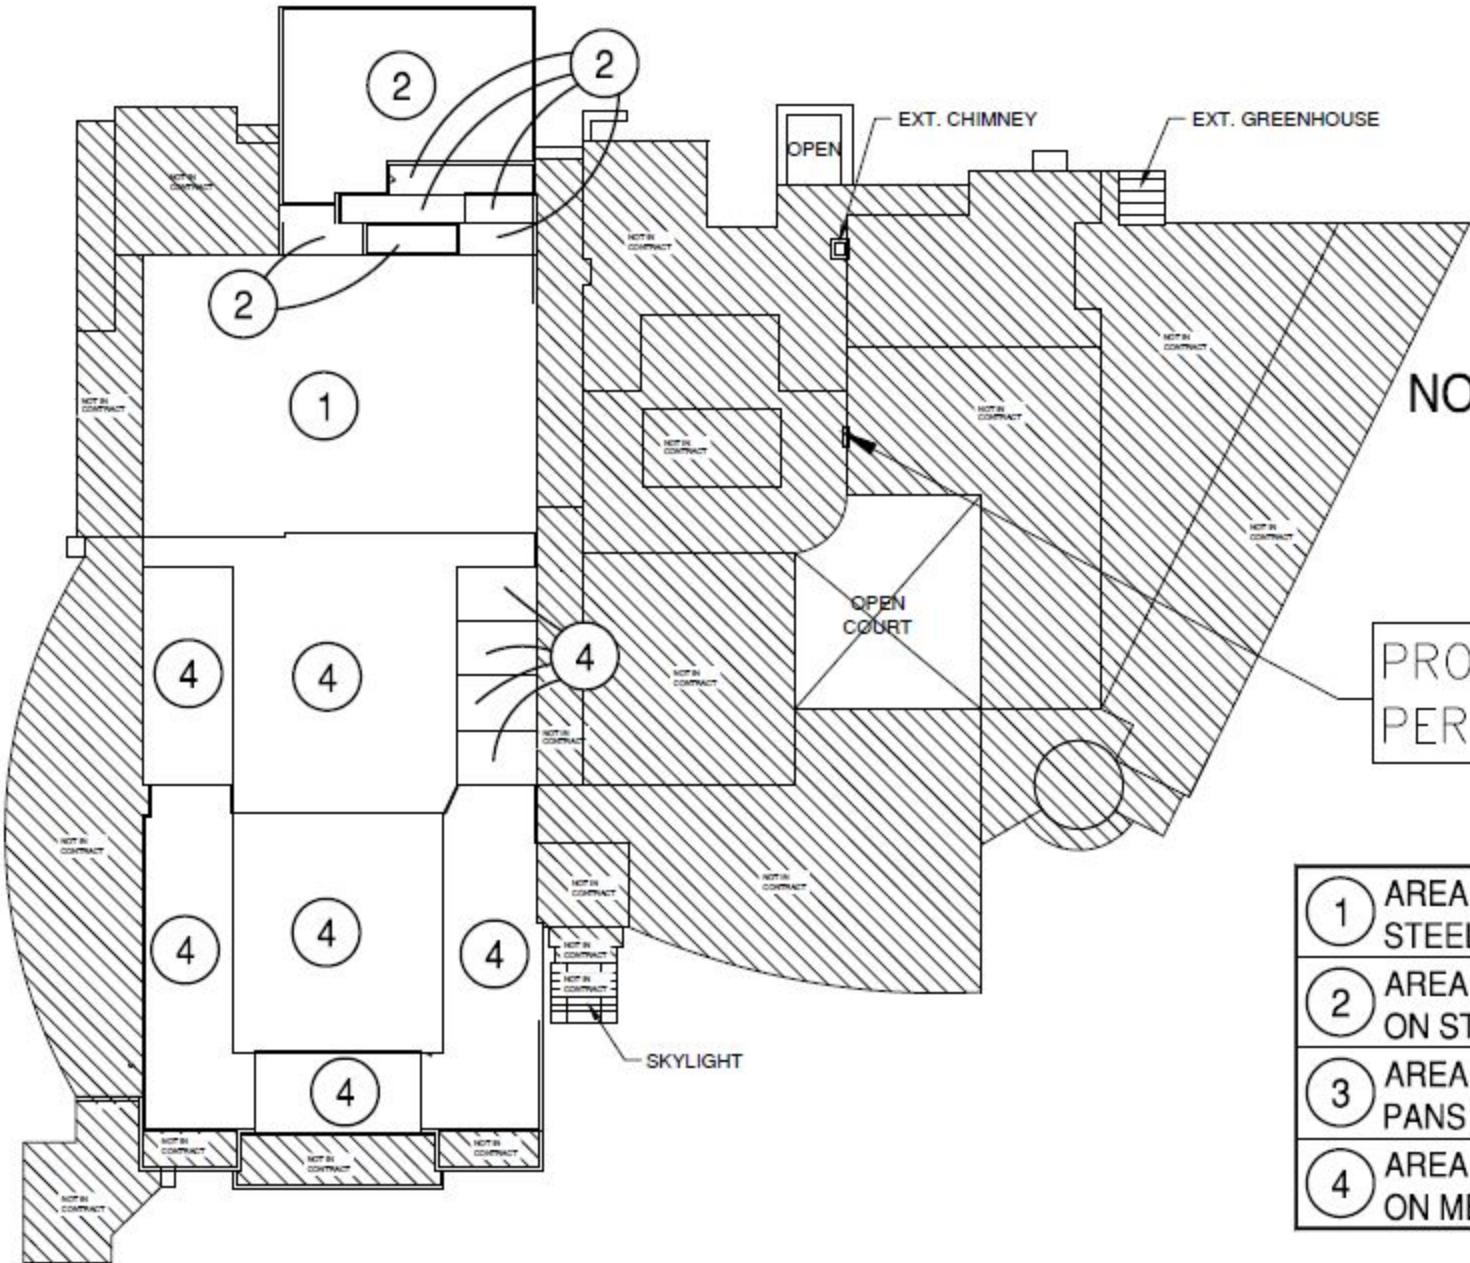 2
2
EXT. CHIMNEY
EXT. GREENHOUSE
OPEN
NOT IN
CONTRACT
NOT IN
CONTRACT
2
NOT IN
CONTRACT
1
NOT IN
CONTRACT
NOT IN
CONTRACT
NOT IN
CONTRACT
NO
NOT IN
CONTRACT
OPEN
COURT
4
4
4
NOT IN
CONTRACT
PRO
PER
NOT IN
CONTRACT
NOT IN
CONTRACT
NOT IN
CONTRACT
NOT IN
CONTRACT
4
4
4
NOT IN
CONTRACT
NOT IN
CONTRACT
SKYLIGHT
4
NOT IN
CONTRACT
NOT IN
CONTRACT
NOT IN
CONTRACT
NOT IN
CONTRACT
1 AREA
STEEL
2 AREA
ON ST
3 AREA
PANS
4 AREA
ON ME